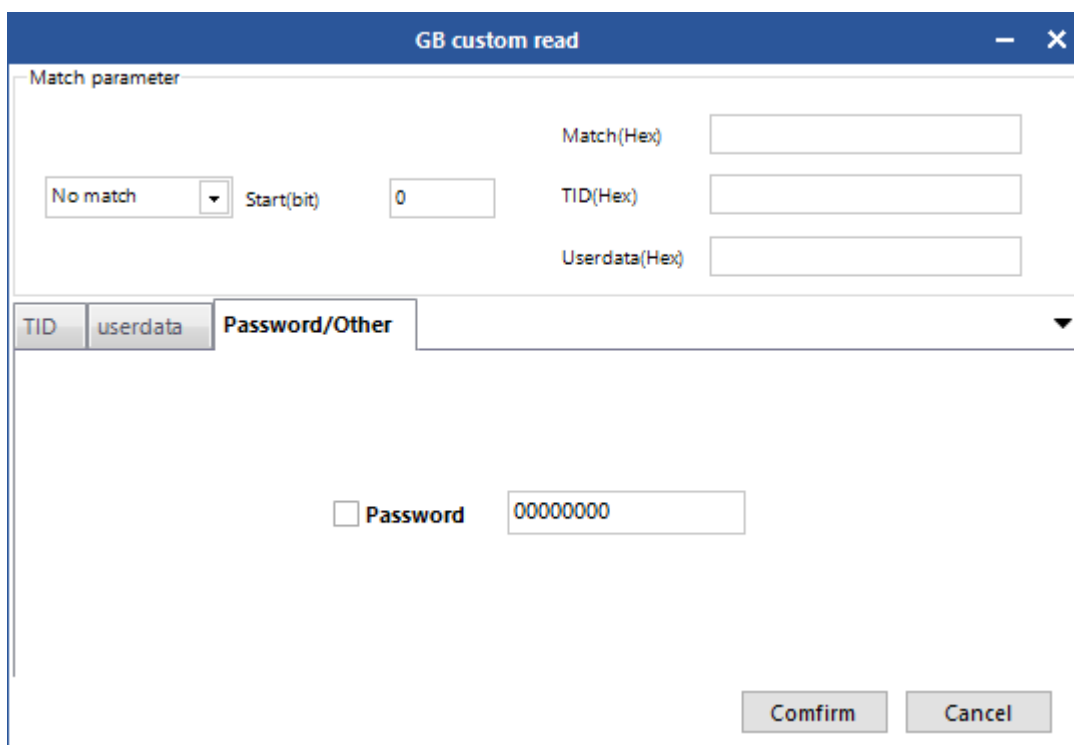 GB custom read
Match parameter
Match(Hex)
No match Start(bit) 0 TID(Hex)
Userdata(Hex)
TID userdata Password/Other
Password 00000000
Comfirm Cancel